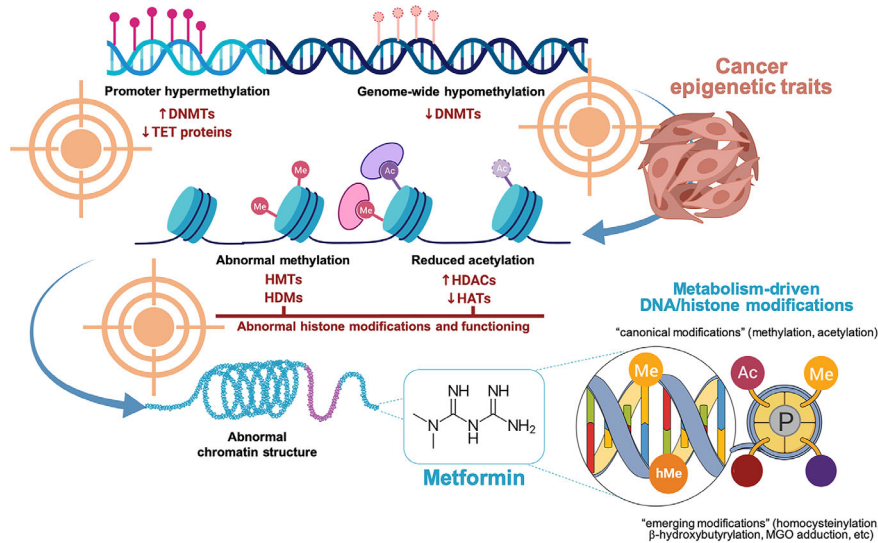 Cancer
epigenetic traits
Promoter hypermethylation
↑DNMTs
↓TET proteins
Genome-wide hypomethylation
↓DNMTs
Me
Me
Ac
Me
Ac
Abnormal methylation
HMTs
HDMs
Reduced acetylation
↑HDACs
↓HATs
Abnormal histone modifications and functioning
Abnormal
chromatin structure
NH NH
N N NH2
H
Metformin
Metabolism-driven
DNA/histone modifications
“canonical modifications” (methylation, acetylation)
Me
hMe
Ac
Me
P
“emerging modifications” (homocysteinylation
β-hydroxybutyrylation, MGO adduction, etc)